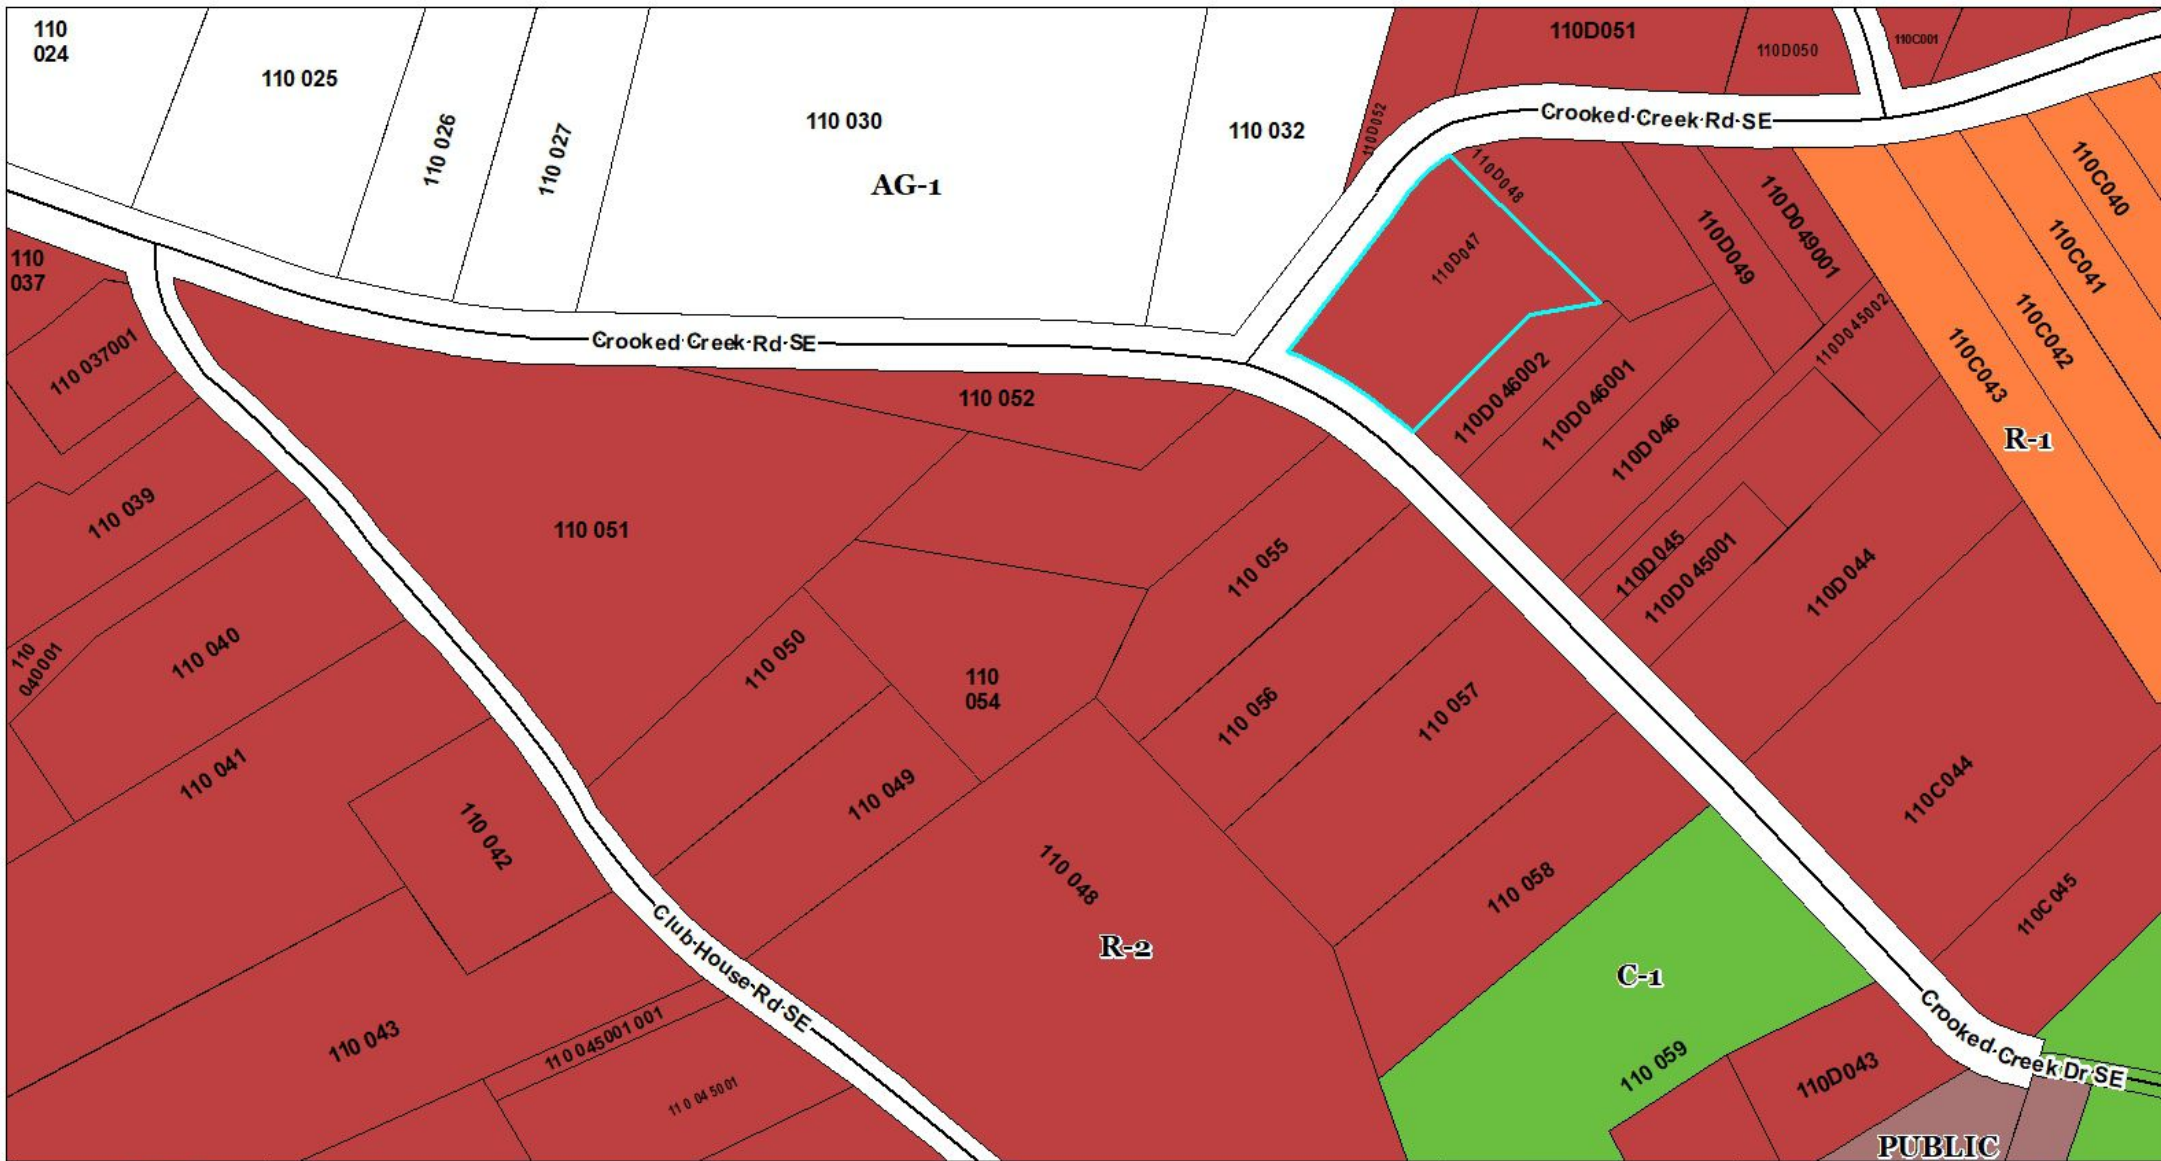 110
024
110 025
110 026
110 027
110 030
110 032
AG-1
110D052
110D051
110D050
110C001
Crooked Creek Rd SE
110D048
110D047
110D049
110D049001
110C040
110C041
110C042
110C043
R-1
110
037
110 037001
Crooked Creek Rd SE
110D046002
110D046001
110D046
110D045002
110 052
110 039
110 051
110 055
110D045
110D045001
110D044
110
040001
110 040
110 050
110
054
110 056
110 057
110 041
110 042
110 049
110 048
110 058
110C044
110C045
R-2
C-1
Club House Rd SE
110 043
110 045001 001
110 045001
110 059
110D043
Crooked Creek Dr SE
PUBLIC